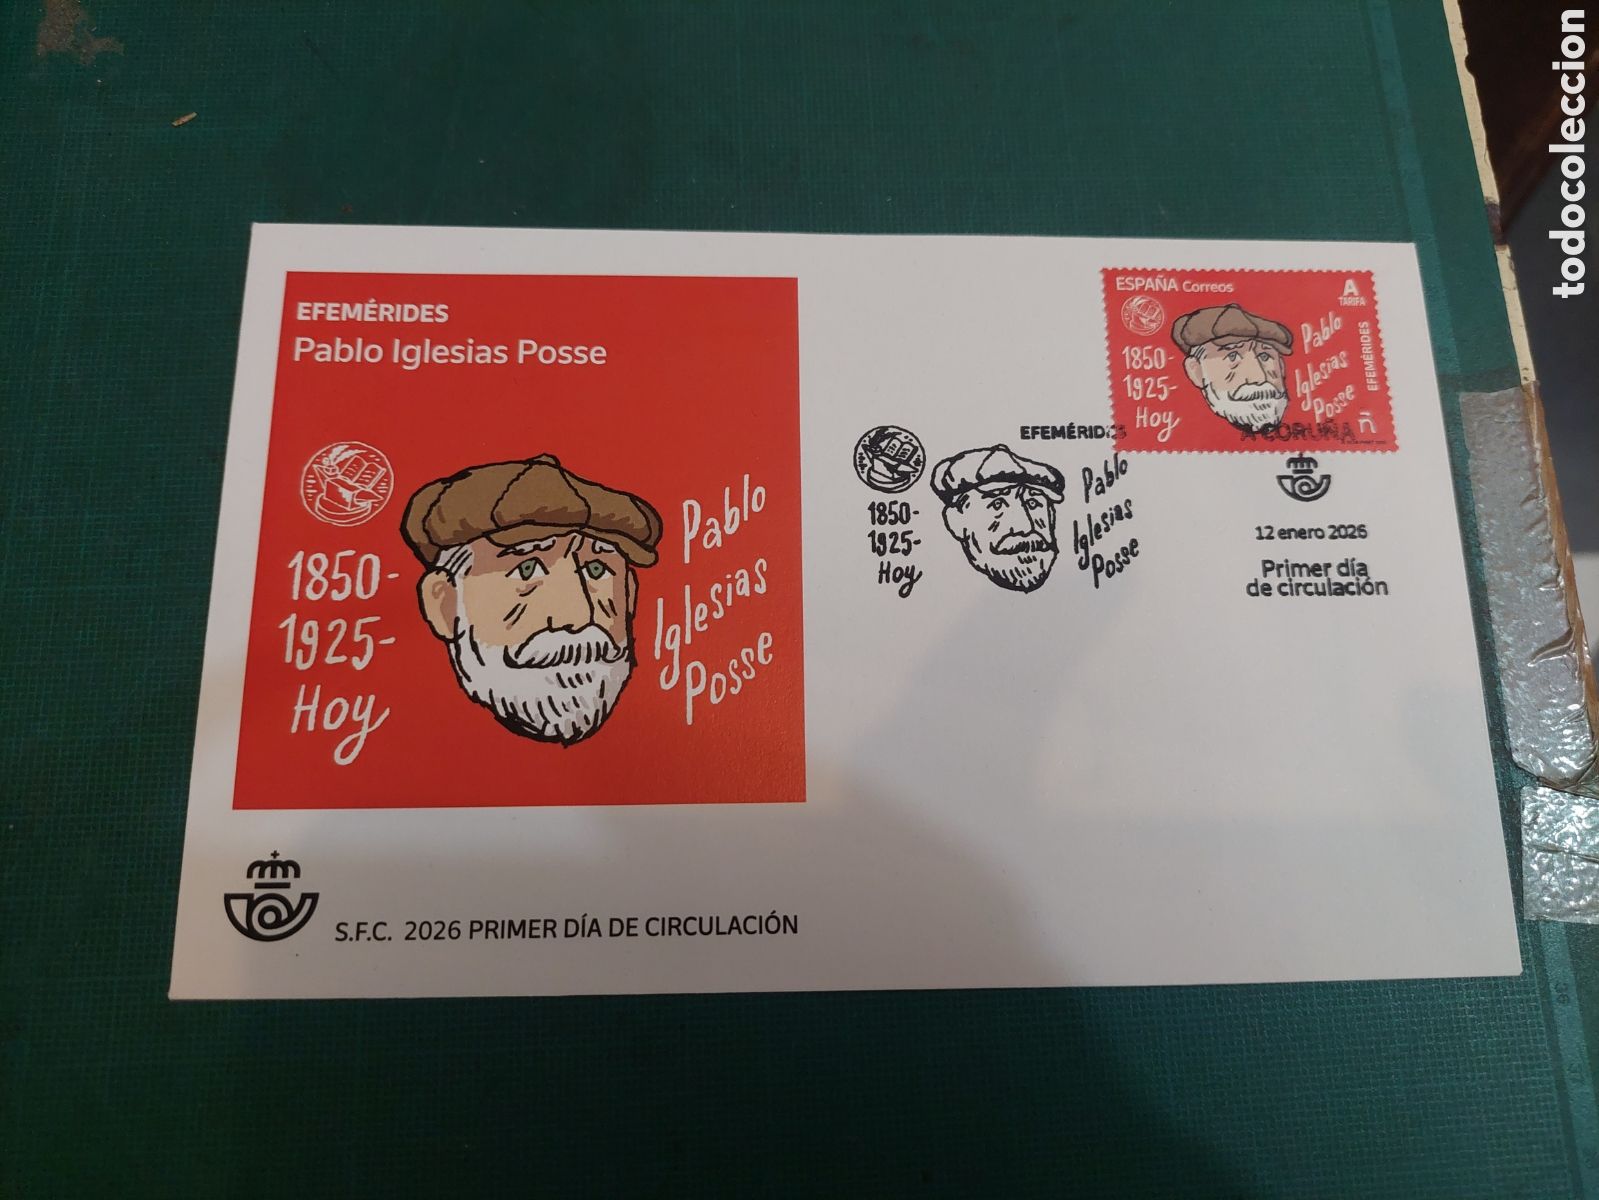 todocoleccion
EFEMÉRIDES
Pablo Iglesias Posse
1850-
1925-
Hoy
Pablo
Iglesias
Posse
S.F.C. 2026 PRIMER DÍA DE CIRCULACIÓN
ESPAÑA Correos
A
TARIFA
1850-
1925-
Hoy
Pablo
Iglesias
Posse
EFEMÉRIDES
ñ
EFEMÉRIDES
1850-
1925-
Hoy
Pablo
Iglesias
Posse
A CORUÑA
12 enero 2026
Primer día
de circulación